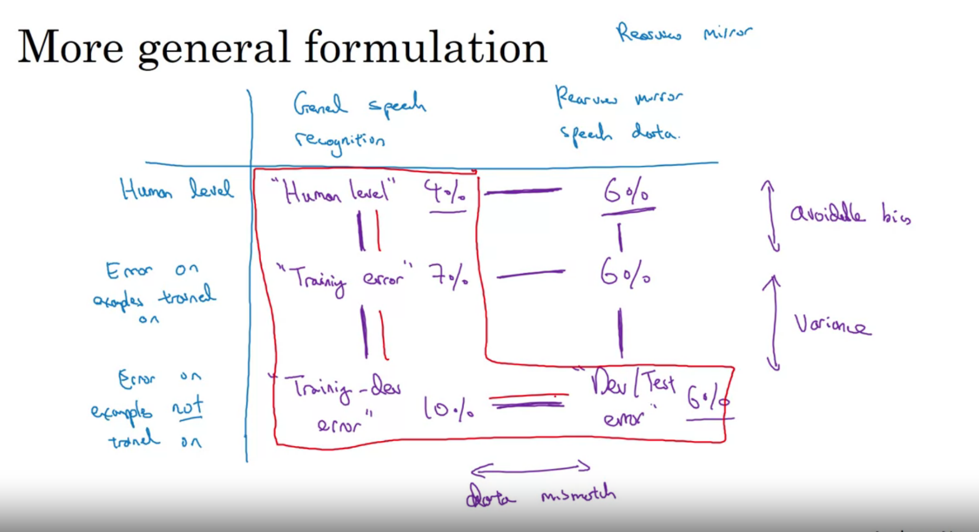 More general formulation
Rearview mirror
General speech
recognition
Rearview mirror
speech data.
Human level
"Human level" 4%
6%
avoidable bias
Error on
examples trained
on
"Training error" 7%
6%
Variance
Error on
examples not
trained on
"Training-dev
error" 10%
"Dev/Test
error" 6%
data mismatch